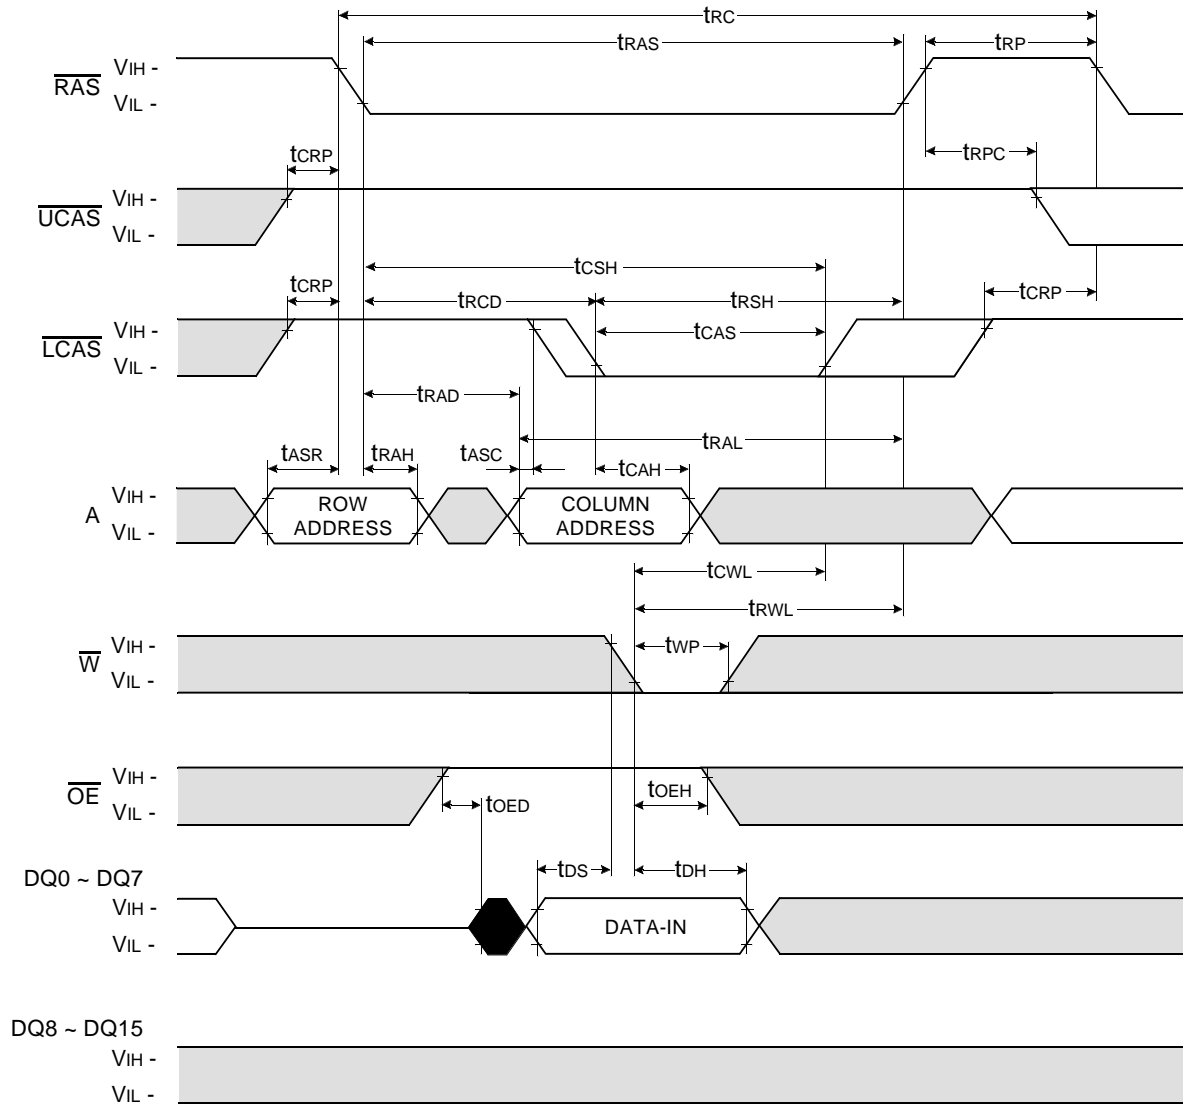 tRC
tRAS
tRP
RAS
VIH -
VIL -
tCRP
tRPC
UCAS
VIH -
VIL -
tCSH
tCRP
tRCD
tRSH
tCRP
LCAS
VIH -
VIL -
tCAS
tRAD
tRAL
tASR
tRAH
tASC
tCAH
A
VIH -
VIL -
ROW
ADDRESS
COLUMN
ADDRESS
tCWL
tRWL
W
VIH -
VIL -
tWP
OE
VIH -
VIL -
tOED
tOEH
tDS
tDH
DQ0 ~ DQ7
VIH -
VIL -
DATA-IN
DQ8 ~ DQ15
VIH -
VIL -